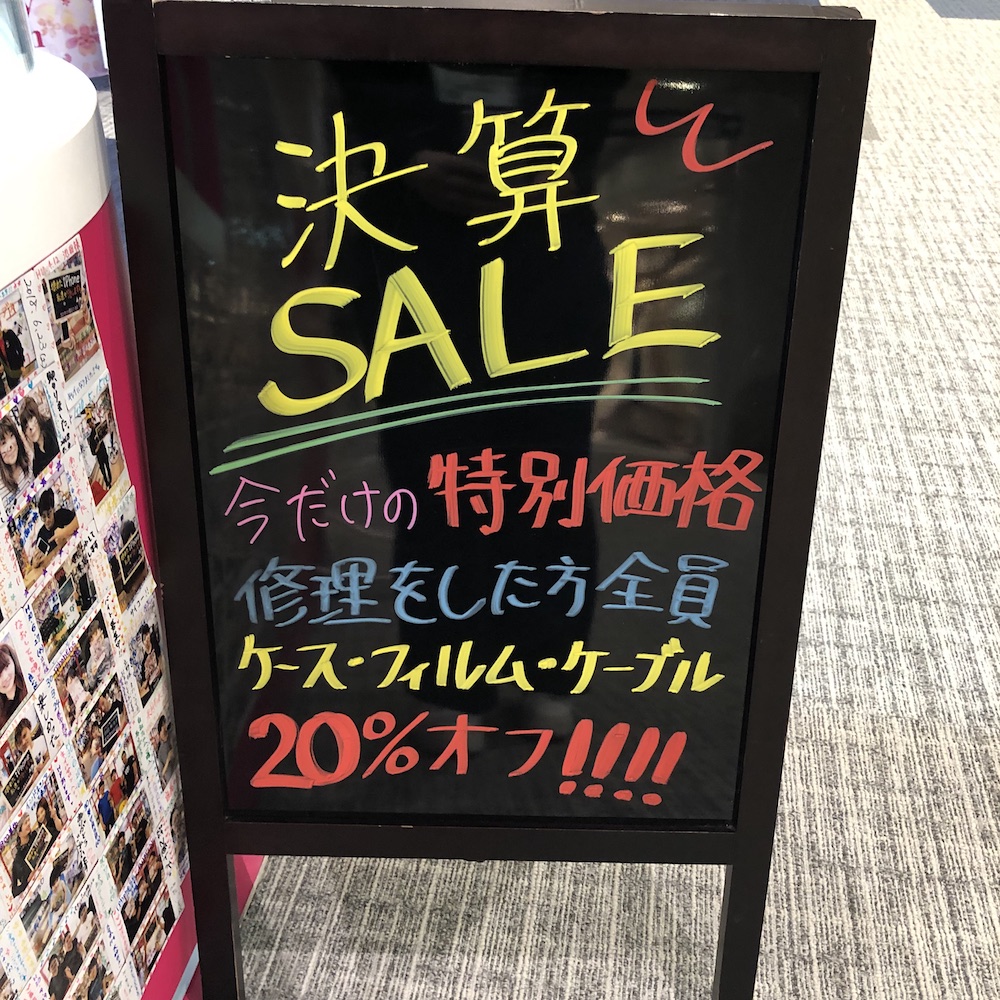 決算
SALE
今だけの特別価格
修理をした方全員
ケース・フィルム・ケーブル
20%オフ!!!!